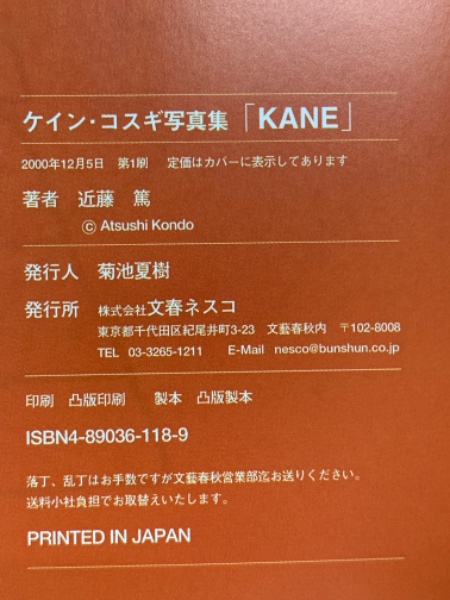 ケイン・コスギ写真集「KANE」
2000年12月5日 第1刷 定価はカバーに表示してあります
著者 近藤 篤
© Atsushi Kondo
発行人 菊池夏樹
発行所 株式会社文春ネスコ
東京都千代田区紀尾井町3-23 文藝春秋内 〒102-8008
TEL 03-3265-1211 E-Mail nesco@bunshun.co.jp
印刷 凸版印刷 製本 凸版製本
ISBN4-89036-118-9
落丁、乱丁はお手数ですが文藝春秋営業部迄お送りください。
送料小社負担でお取替えいたします。
PRINTED IN JAPAN